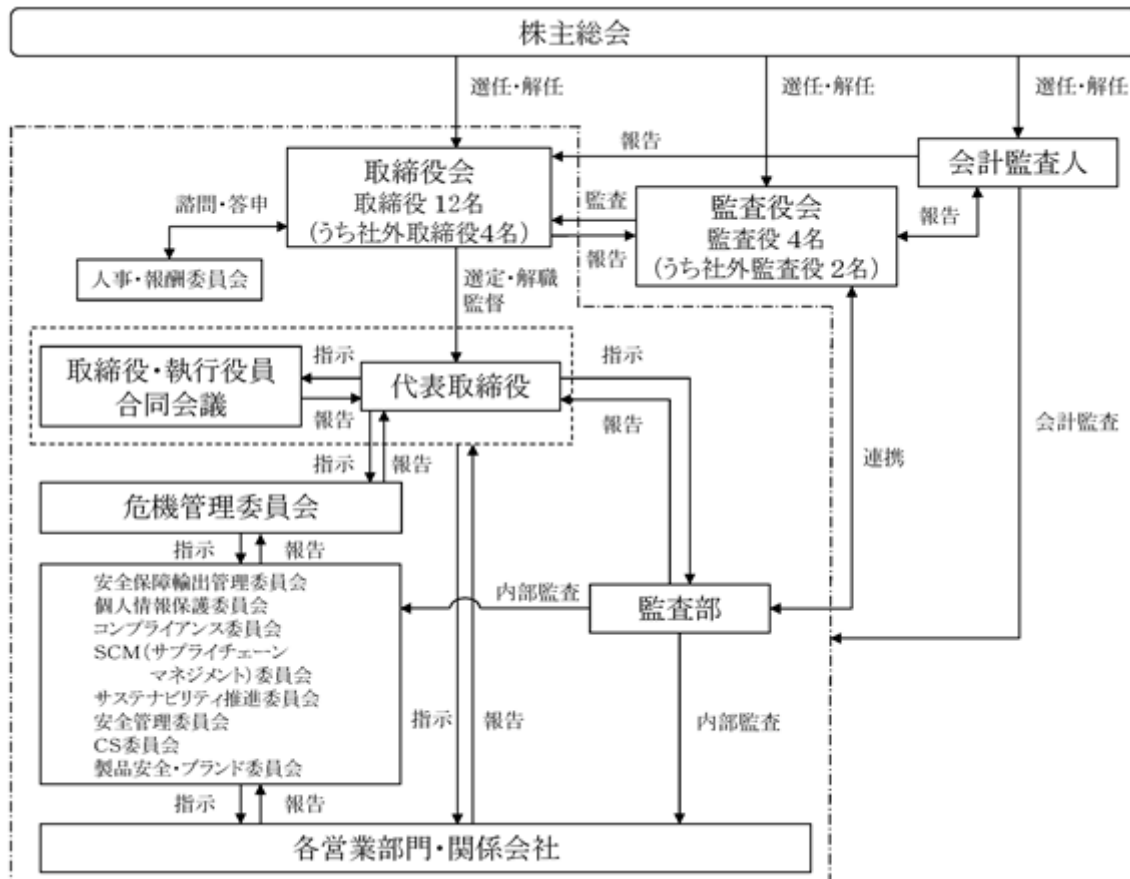 株主総会
選任・解任
選任・解任
選任・解任
報告
会計監査人
取締役会
取締役 12名
(うち社外取締役4名)
諮問・答申
監査
報告
監査役会
監査役 4名
(うち社外監査役 2名)
報告
人事・報酬委員会
選定・解職
監督
取締役・執行役員
合同会議
指示
報告
代表取締役
指示
報告
会計監査
連携
指示
報告
危機管理委員会
指示
報告
安全保障輸出管理委員会
個人情報保護委員会
コンプライアンス委員会
SCM(サプライチェーン
マネジメント)委員会
サステナビリティ推進委員会
安全管理委員会
CS委員会
製品安全・ブランド委員会
内部監査
監査部
指示
報告
内部監査
指示
報告
各営業部門・関係会社